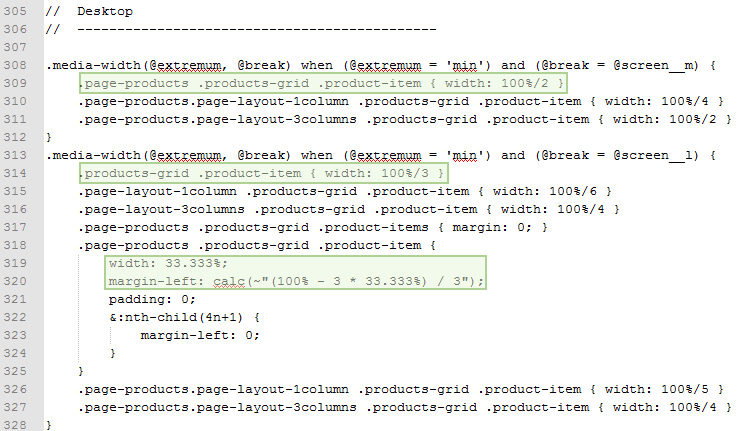 305 //  Desktop
306 //  ---------------------------------------------
307
308 .media-width(@extremum, @break) when (@extremum = 'min') and (@break = @screen__m) {
309     .page-products .products-grid .product-item { width: 100%/2 }
310     .page-products.page-layout-1column .products-grid .product-item { width: 100%/4 }
311     .page-products.page-layout-3columns .products-grid .product-item { width: 100%/2 }
312 }
313 .media-width(@extremum, @break) when (@extremum = 'min') and (@break = @screen__l) {
314     .products-grid .product-item { width: 100%/3 }
315     .page-layout-1column .products-grid .product-item { width: 100%/6 }
316     .page-layout-3columns .products-grid .product-item { width: 100%/4 }
317     .page-products .products-grid .product-items { margin: 0; }
318     .page-products .products-grid .product-item {
319         width: 33.333%;
320         margin-left: calc(~"(100% - 3 * 33.333%) / 3");
321         padding: 0;
322         &:nth-child(4n+1) {
323             margin-left: 0;
324         }
325     }
326     .page-products.page-layout-1column .products-grid .product-item { width: 100%/5 }
327     .page-products.page-layout-3columns .products-grid .product-item { width: 100%/4 }
328 }